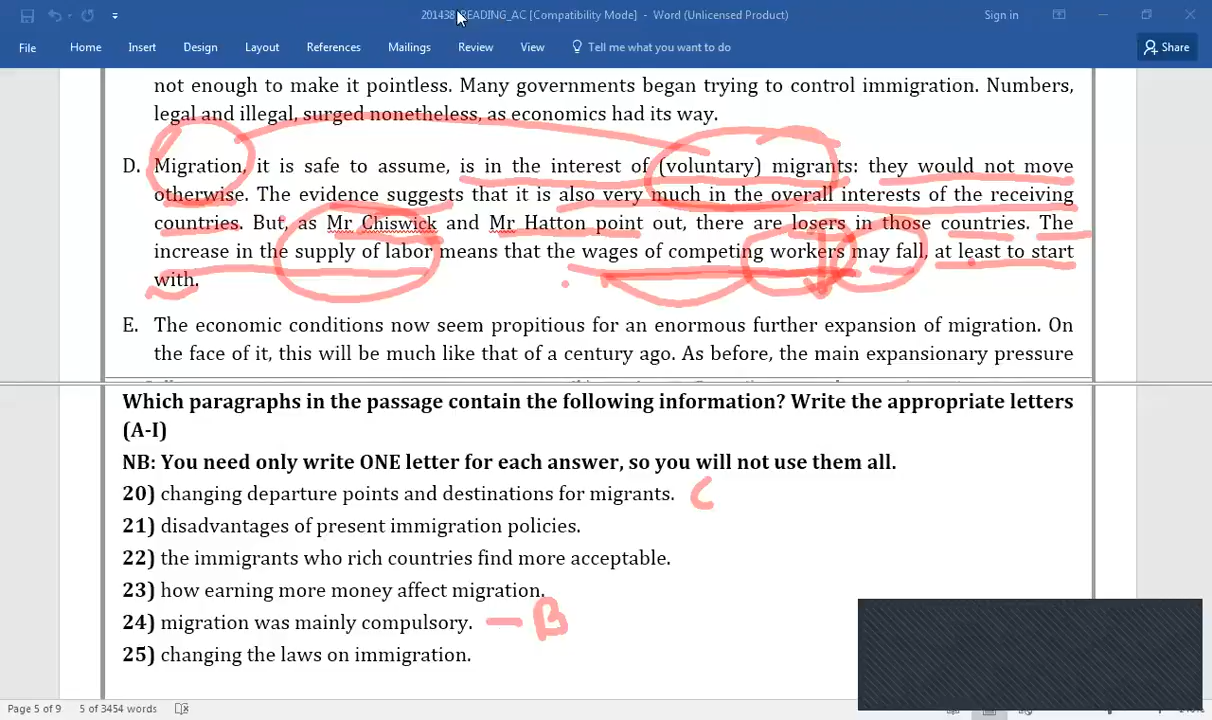 201438_READING_AC [Compatibility Mode] - Word (Unlicensed Product)
Sign in
File Home Insert Design Layout References Mailings Review View Tell me what you want to do Share
not enough to make it pointless. Many governments began trying to control immigration. Numbers,
legal and illegal, surged nonetheless, as economics had its way.
D. Migration, it is safe to assume, is in the interest of (voluntary) migrants: they would not move
otherwise. The evidence suggests that it is also very much in the overall interests of the receiving
countries. But, as Mr Chiswick and Mr Hatton point out, there are losers in those countries. The
increase in the supply of labor means that the wages of competing workers may fall, at least to start
with.
E. The economic conditions now seem propitious for an enormous further expansion of migration. On
the face of it, this will be much like that of a century ago. As before, the main expansionary pressure
Which paragraphs in the passage contain the following information? Write the appropriate letters
(A-I)
NB: You need only write ONE letter for each answer, so you will not use them all.
20) changing departure points and destinations for migrants. C
21) disadvantages of present immigration policies.
22) the immigrants who rich countries find more acceptable.
23) how earning more money affect migration.
24) migration was mainly compulsory. - B
25) changing the laws on immigration.
Page 5 of 9 5 of 3454 words